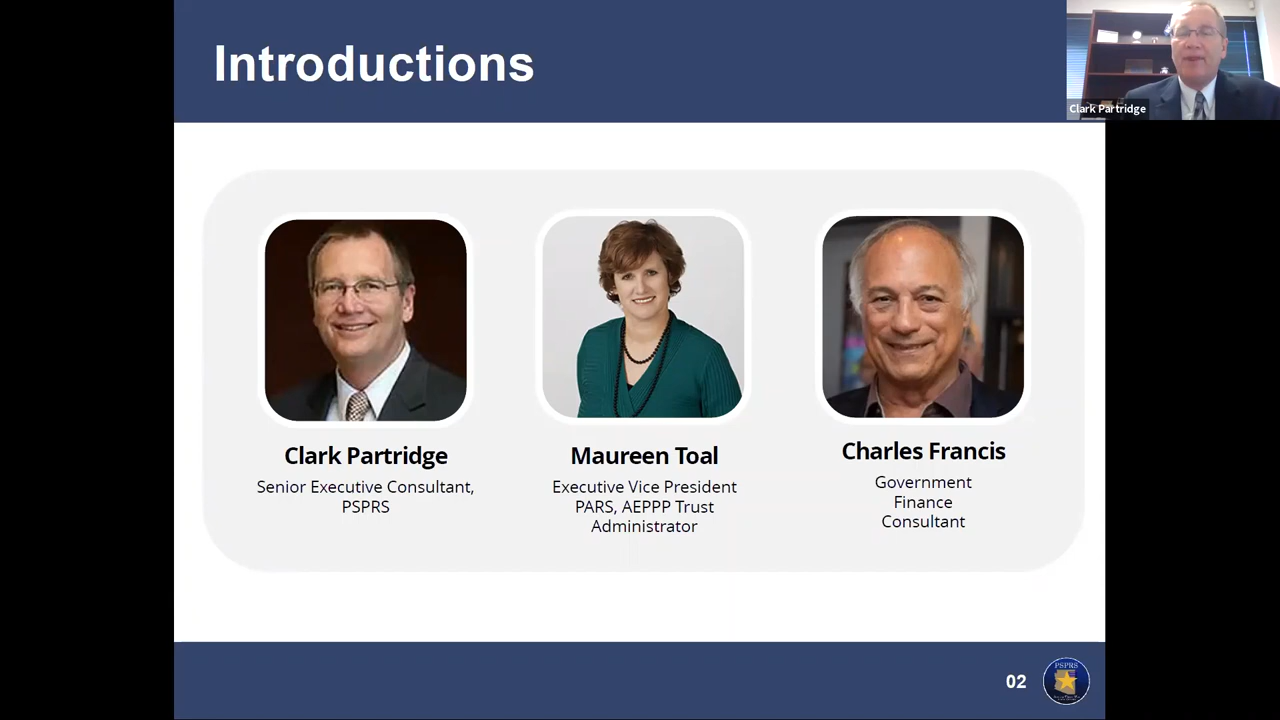 Introductions
Clark Partridge
Clark Partridge
Senior Executive Consultant,
PSPRS
Maureen Toal
Executive Vice President
PARS, AEPPP Trust
Administrator
Charles Francis
Government
Finance
Consultant
02
PSPRS